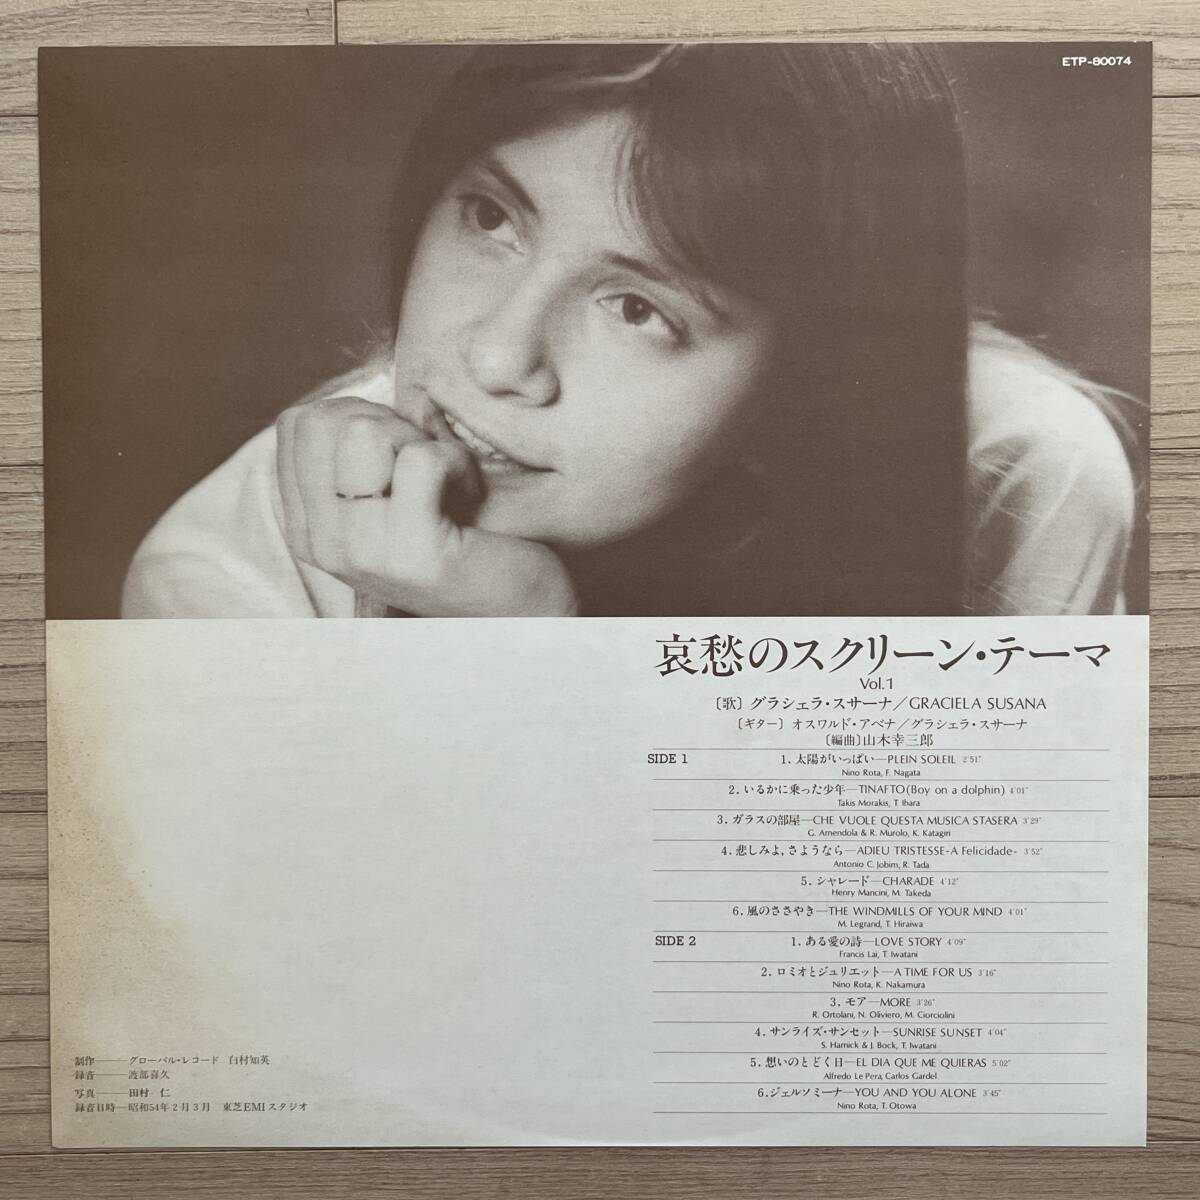 ETP-80074
哀愁のスクリーン・テーマ
Vol.1
〔歌〕グラシェラ・スサーナ／GRACIELA SUSANA
〔ギター〕オスワルド・アベナ／グラシェラ・スサーナ
〔編曲〕山木幸三郎
SIDE 1
1. 太陽がいっぱい—PLEIN SOLEIL 2'51"
Nino Rota, F. Nagata
2. いるかに乗った少年—TINAFTO (Boy on a dolphin) 4'01"
Takis Morakis, T. Ihara
3. ガラスの部屋—CHE VUOLE QUESTA MUSICA STASERA 3'29"
G. Amendola & R. Murolo, K. Katagiri
4. 悲しみよ, さようなら—ADIEU TRISTESSE-A Felicidade- 3'52"
Antonio C. Jobim, R. Tada
5. シャレード—CHARADE 4'12"
Henry Mancini, M. Takeda
6. 風のささやき—THE WINDMILLS OF YOUR MIND 4'01"
M. Legrand, T. Hiraiwa
SIDE 2
1. ある愛の詩—LOVE STORY 4'09"
Francis Lai, T. Iwatani
2. ロミオとジュリエット—A TIME FOR US 3'16"
Nino Rota, K. Nakamura
3. モア—MORE 3'26"
R. Ortolani, N. Oliviero, M. Ciorciolini
4. サンライズ・サンセット—SUNRISE SUNSET 4'04"
S. Harnick & J. Bock, T. Iwatani
5. 想いのとどく日—EL DIA QUE ME QUIERAS 5'02"
Alfredo Le Pera, Carlos Gardel
6. ジェルソミーナ—YOU AND YOU ALONE 3'45"
Nino Rota, T. Otowa
制作——グローバル・レコード 白村知英
録音——渡部喜久
写真——田村 仁
録音日時—昭和54年2月3月 東芝EMIスタジオ